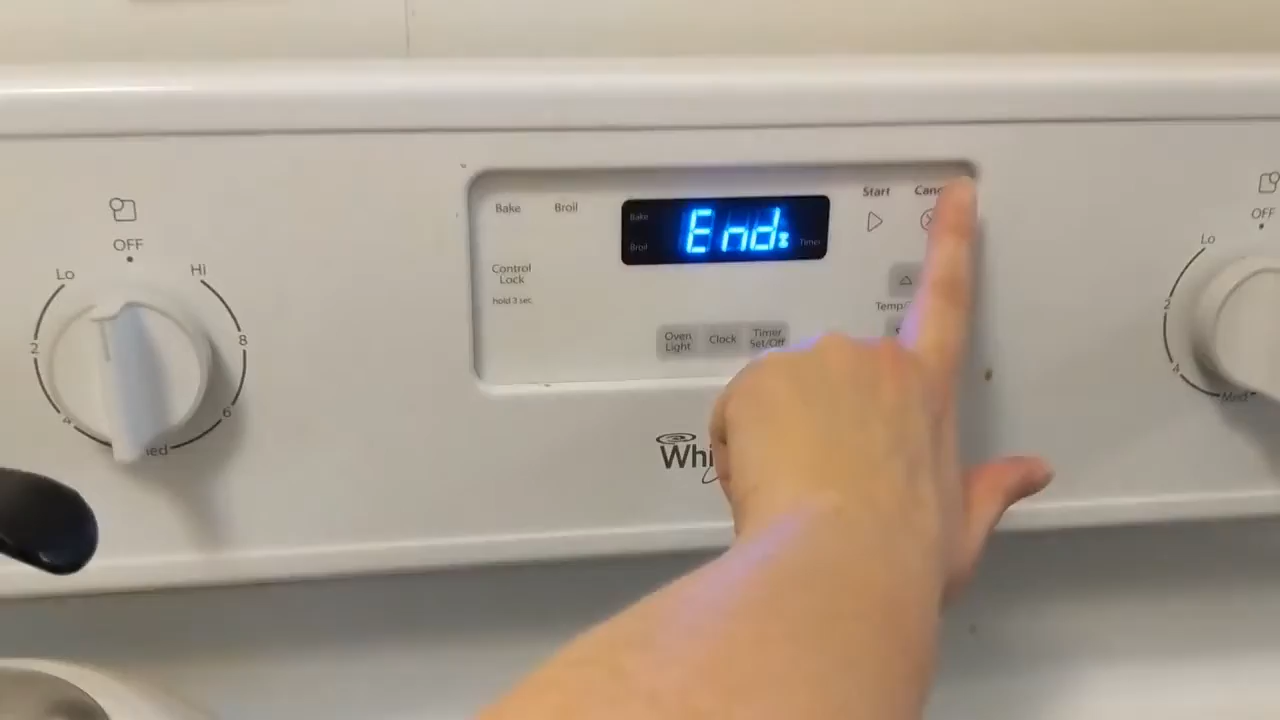 OFF
Lo
Hi
2
8
6
4
Bake
Broil
Control
Lock
hold 3 sec
Bake
Broil
End
Timer
Start
Oven
Light
Clock
Timer
Set/Off
OFF
Lo
2
4